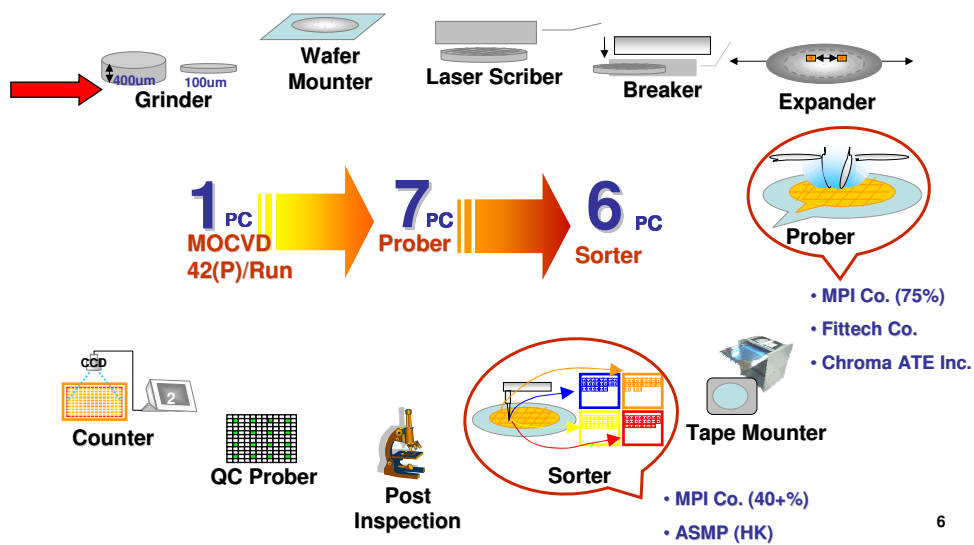 400um
100um
Grinder
Wafer
Mounter
Laser Scriber
Breaker
Expander
1 PC
MOCVD
42(P)/Run
7 PC
Prober
6 PC
Sorter
Prober
• MPI Co. (75%)
• Fittech Co.
• Chroma ATE Inc.
CCD
2
Counter
QC Prober
Post
Inspection
Sorter
Tape Mounter
• MPI Co. (40+%)
• ASMP (HK)
6